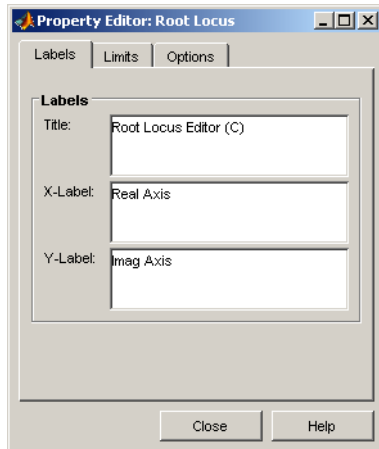 Property Editor: Root Locus
Labels Limits Options
Labels
Title: Root Locus Editor (C)
X-Label: Real Axis
Y-Label: Imag Axis
Close Help